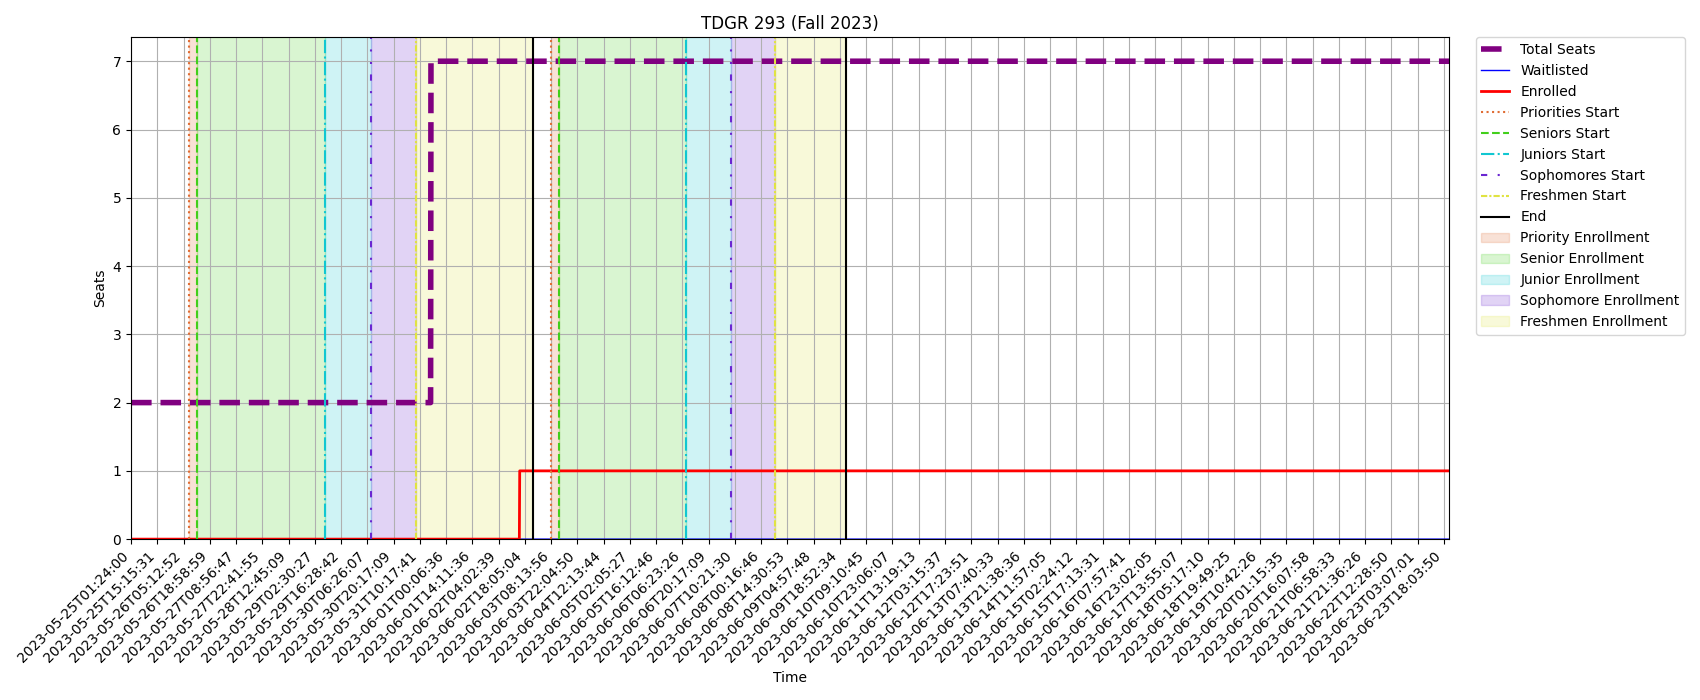 TDGR 293 (Fall 2023)
Seats
7
6
5
4
3
2
1
0
2023-05-25T01:24:00
2023-05-25T15:15:31
2023-05-26T05:12:52
2023-05-26T18:58:59
2023-05-27T08:56:47
2023-05-27T22:41:55
2023-05-28T12:45:09
2023-05-29T02:30:27
2023-05-29T16:28:42
2023-05-30T06:26:07
2023-05-30T20:17:09
2023-05-31T10:17:41
2023-06-01T00:06:36
2023-06-01T14:11:36
2023-06-02T04:02:39
2023-06-02T18:05:04
2023-06-03T08:13:56
2023-06-03T22:04:50
2023-06-04T12:13:44
2023-06-05T02:05:27
2023-06-05T16:12:46
2023-06-06T06:23:26
2023-06-06T20:17:09
2023-06-07T10:21:30
2023-06-08T00:16:46
2023-06-08T14:30:53
2023-06-09T04:57:48
2023-06-09T18:52:34
2023-06-10T09:10:45
2023-06-10T23:06:07
2023-06-11T13:19:13
2023-06-12T03:15:37
2023-06-12T17:23:51
2023-06-13T07:40:33
2023-06-13T21:38:36
2023-06-14T11:57:05
2023-06-15T02:24:12
2023-06-15T17:13:31
2023-06-16T07:57:41
2023-06-16T23:02:05
2023-06-17T13:55:07
2023-06-18T05:17:10
2023-06-18T19:49:25
2023-06-19T10:42:26
2023-06-20T01:15:35
2023-06-20T16:07:58
2023-06-21T06:58:33
2023-06-21T21:36:26
2023-06-22T12:28:50
2023-06-23T03:07:01
2023-06-23T18:03:50
Time
Total Seats
Waitlisted
Enrolled
Priorities Start
Seniors Start
Juniors Start
Sophomores Start
Freshmen Start
End
Priority Enrollment
Senior Enrollment
Junior Enrollment
Sophomore Enrollment
Freshmen Enrollment